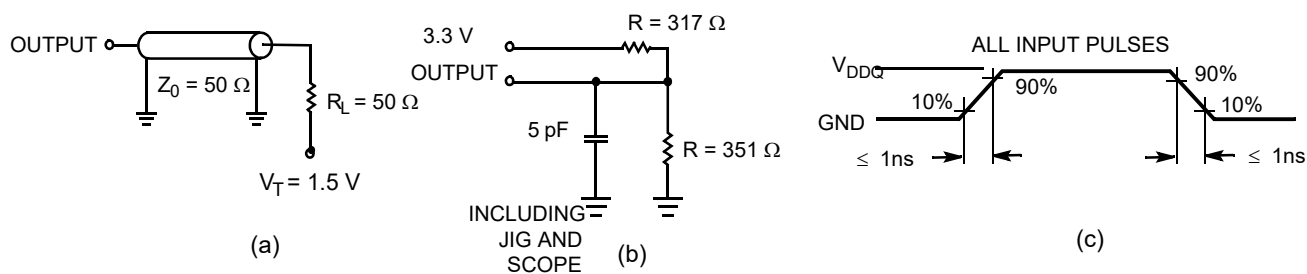 OUTPUT
Z0 = 50 Ω
RL = 50 Ω
VT = 1.5 V
(a)
R = 317 Ω
3.3 V
OUTPUT
5 pF
R = 351 Ω
INCLUDING
JIG AND
SCOPE
(b)
ALL INPUT PULSES
VDDQ
GND
10%
90%
90%
10%
≤ 1ns
≤ 1ns
(c)